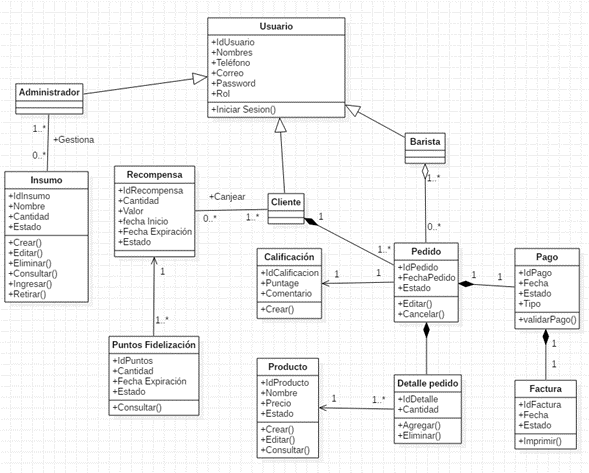 Usuario
+IdUsuario
+Nombres
+Teléfono
+Correo
+Password
+Rol
+Iniciar Sesion()
Administrador
1..*
+Gestiona
0..*
Barista
1..*
0..*
Insumo
+IdInsumo
+Nombre
+Cantidad
+Estado
+Crear()
+Editar()
+Eliminar()
+Consultar()
+Ingresar()
+Retirar()
Recompensa
+IdRecompensa
+Cantidad
+Valor
+fecha Inicio
+Fecha Expiración
+Estado
+Canjear
0..*
1..*
Cliente
1
1..*
Calificación
+IdCalificacion
+Puntage
+Comentario
+Crear()
1
1
Pedido
+IdPedido
+FechaPedido
+Estado
+Editar()
+Cancelar()
1
1
Pago
+IdPago
+Fecha
+Estado
+Tipo
+validarPago()
1
1..*
Puntos Fidelización
+IdPuntos
+Cantidad
+Fecha Expiración
+Estado
+Consultar()
Producto
+IdProducto
+Nombre
+Precio
+Estado
+Crear()
+Editar()
+Consultar()
1
1..*
Detalle pedido
+IdDetalle
+Cantidad
+Agregar()
+Eliminar()
1
1
Factura
+IdFactura
+Fecha
+Estado
+Imprimir()